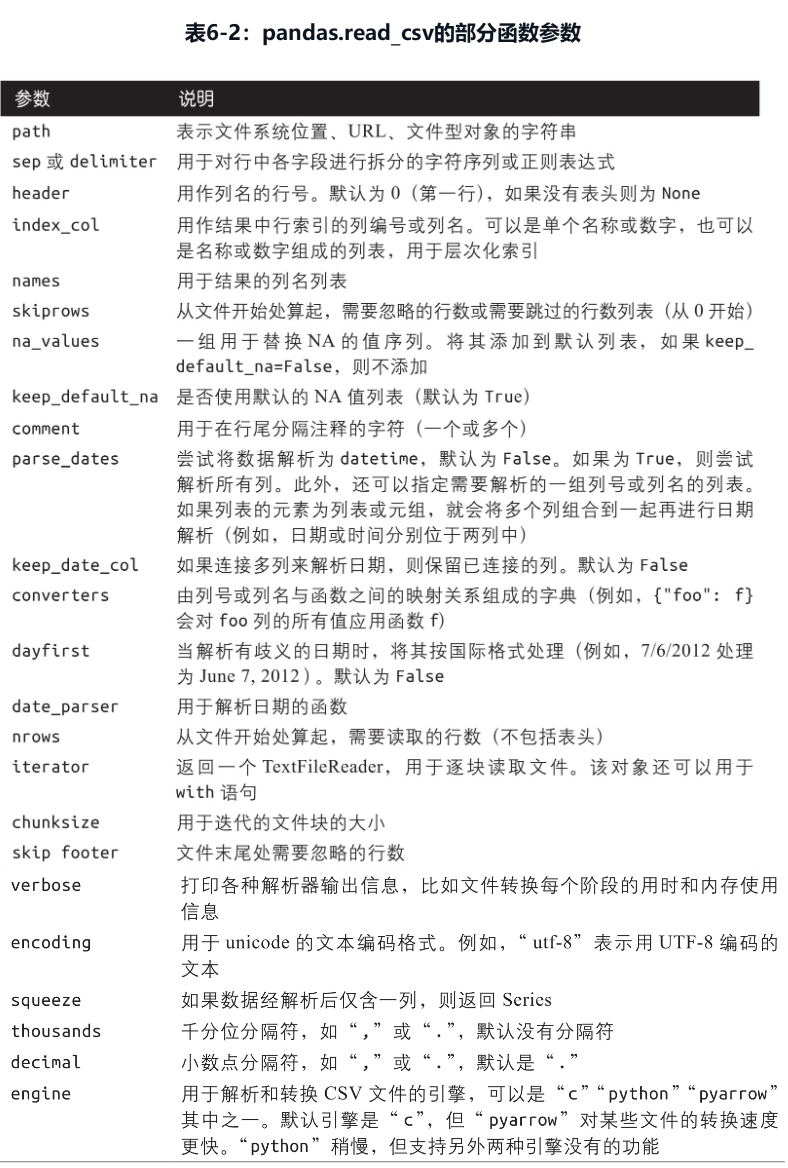 表6-2：pandas.read_csv的部分函数参数
参数 说明
path 表示文件系统位置、URL、文件型对象的字符串
sep 或 delimiter 用于对行中各字段进行拆分的字符序列或正则表达式
header 用作列名的行号。默认为 0（第一行），如果没有表头则为 None
index_col 用作结果中行索引的列编号或列名。可以是单个名称或数字，也可以
是名称或数字组成的列表，用于层次化索引
names 用于结果的列名列表
skiprows 从文件开始处算起，需要忽略的行数或需要跳过的行数列表（从 0 开始）
na_values 一组用于替换 NA 的值序列。将其添加到默认列表，如果 keep_
default_na=False，则不添加
keep_default_na 是否使用默认的 NA 值列表（默认为 True）
comment 用于在行尾分隔注释的字符（一个或多个）
parse_dates 尝试将数据解析为 datetime，默认为 False。如果为 True，则尝试
解析所有列。此外，还可以指定需要解析的一组列号或列名的列表。
如果列表的元素为列表或元组，就会将多个列组合到一起再进行日期
解析（例如，日期或时间分别位于两列中）
keep_date_col 如果连接多列来解析日期，则保留已连接的列。默认为 False
converters 由列号或列名与函数之间的映射关系组成的字典（例如，{"foo": f}
会对 foo 列的所有值应用函数 f）
dayfirst 当解析有歧义的日期时，将其按国际格式处理（例如，7/6/2012 处理
为 June 7, 2012）。默认为 False
date_parser 用于解析日期的函数
nrows 从文件开始处算起，需要读取的行数（不包括表头）
iterator 返回一个 TextFileReader，用于逐块读取文件。该对象还可以用于
with 语句
chunksize 用于迭代的文件块的大小
skip footer 文件末尾处需要忽略的行数
verbose 打印各种解析器输出信息，比如文件转换每个阶段的用时和内存使用
信息
encoding 用于 unicode 的文本编码格式。例如，“utf-8”表示用 UTF-8 编码的
文本
squeeze 如果数据经解析后仅含一列，则返回 Series
thousands 千分位分隔符，如“,”或“.”，默认没有分隔符
decimal 小数点分隔符，如“,”或“.”，默认是“.”
engine 用于解析和转换 CSV 文件的引擎，可以是“c”“python”“pyarrow”
其中之一。默认引擎是“c”，但“pyarrow”对某些文件的转换速度
更快。“python”稍慢，但支持另外两种引擎没有的功能